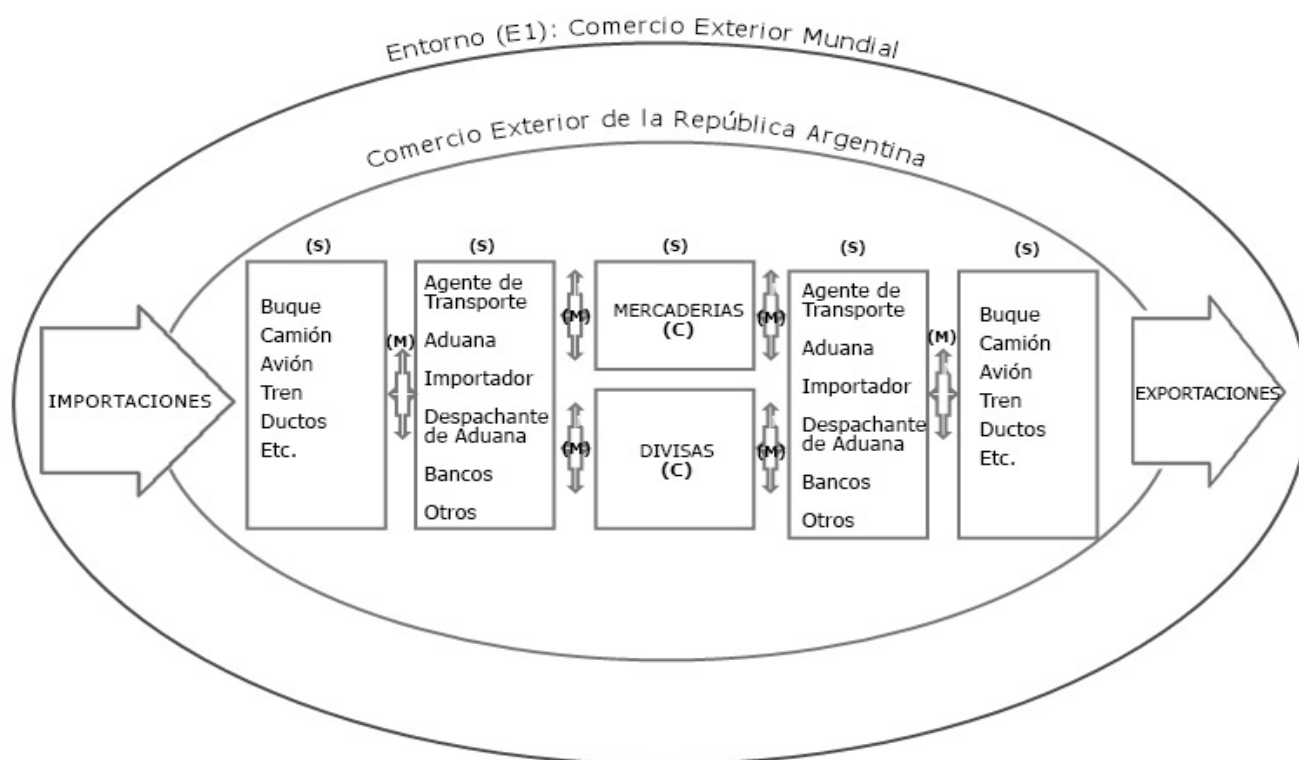 Entorno (E1): Comercio Exterior Mundial
Comercio Exterior de la República Argentina
(S)
(S)
(S)
(S)
(S)
IMPORTACIONES
Buque
Camión
Avión
Tren
Ductos
Etc.
(M)
Agente de
Transporte
Aduana
Importador
Despachante
de Aduana
Bancos
Otros
(M)
(M)
MERCADERIAS
(C)
DIVISAS
(C)
(M)
(M)
Agente de
Transporte
Aduana
Importador
Despachante
de Aduana
Bancos
Otros
(M)
Buque
Camión
Avión
Tren
Ductos
Etc.
EXPORTACIONES